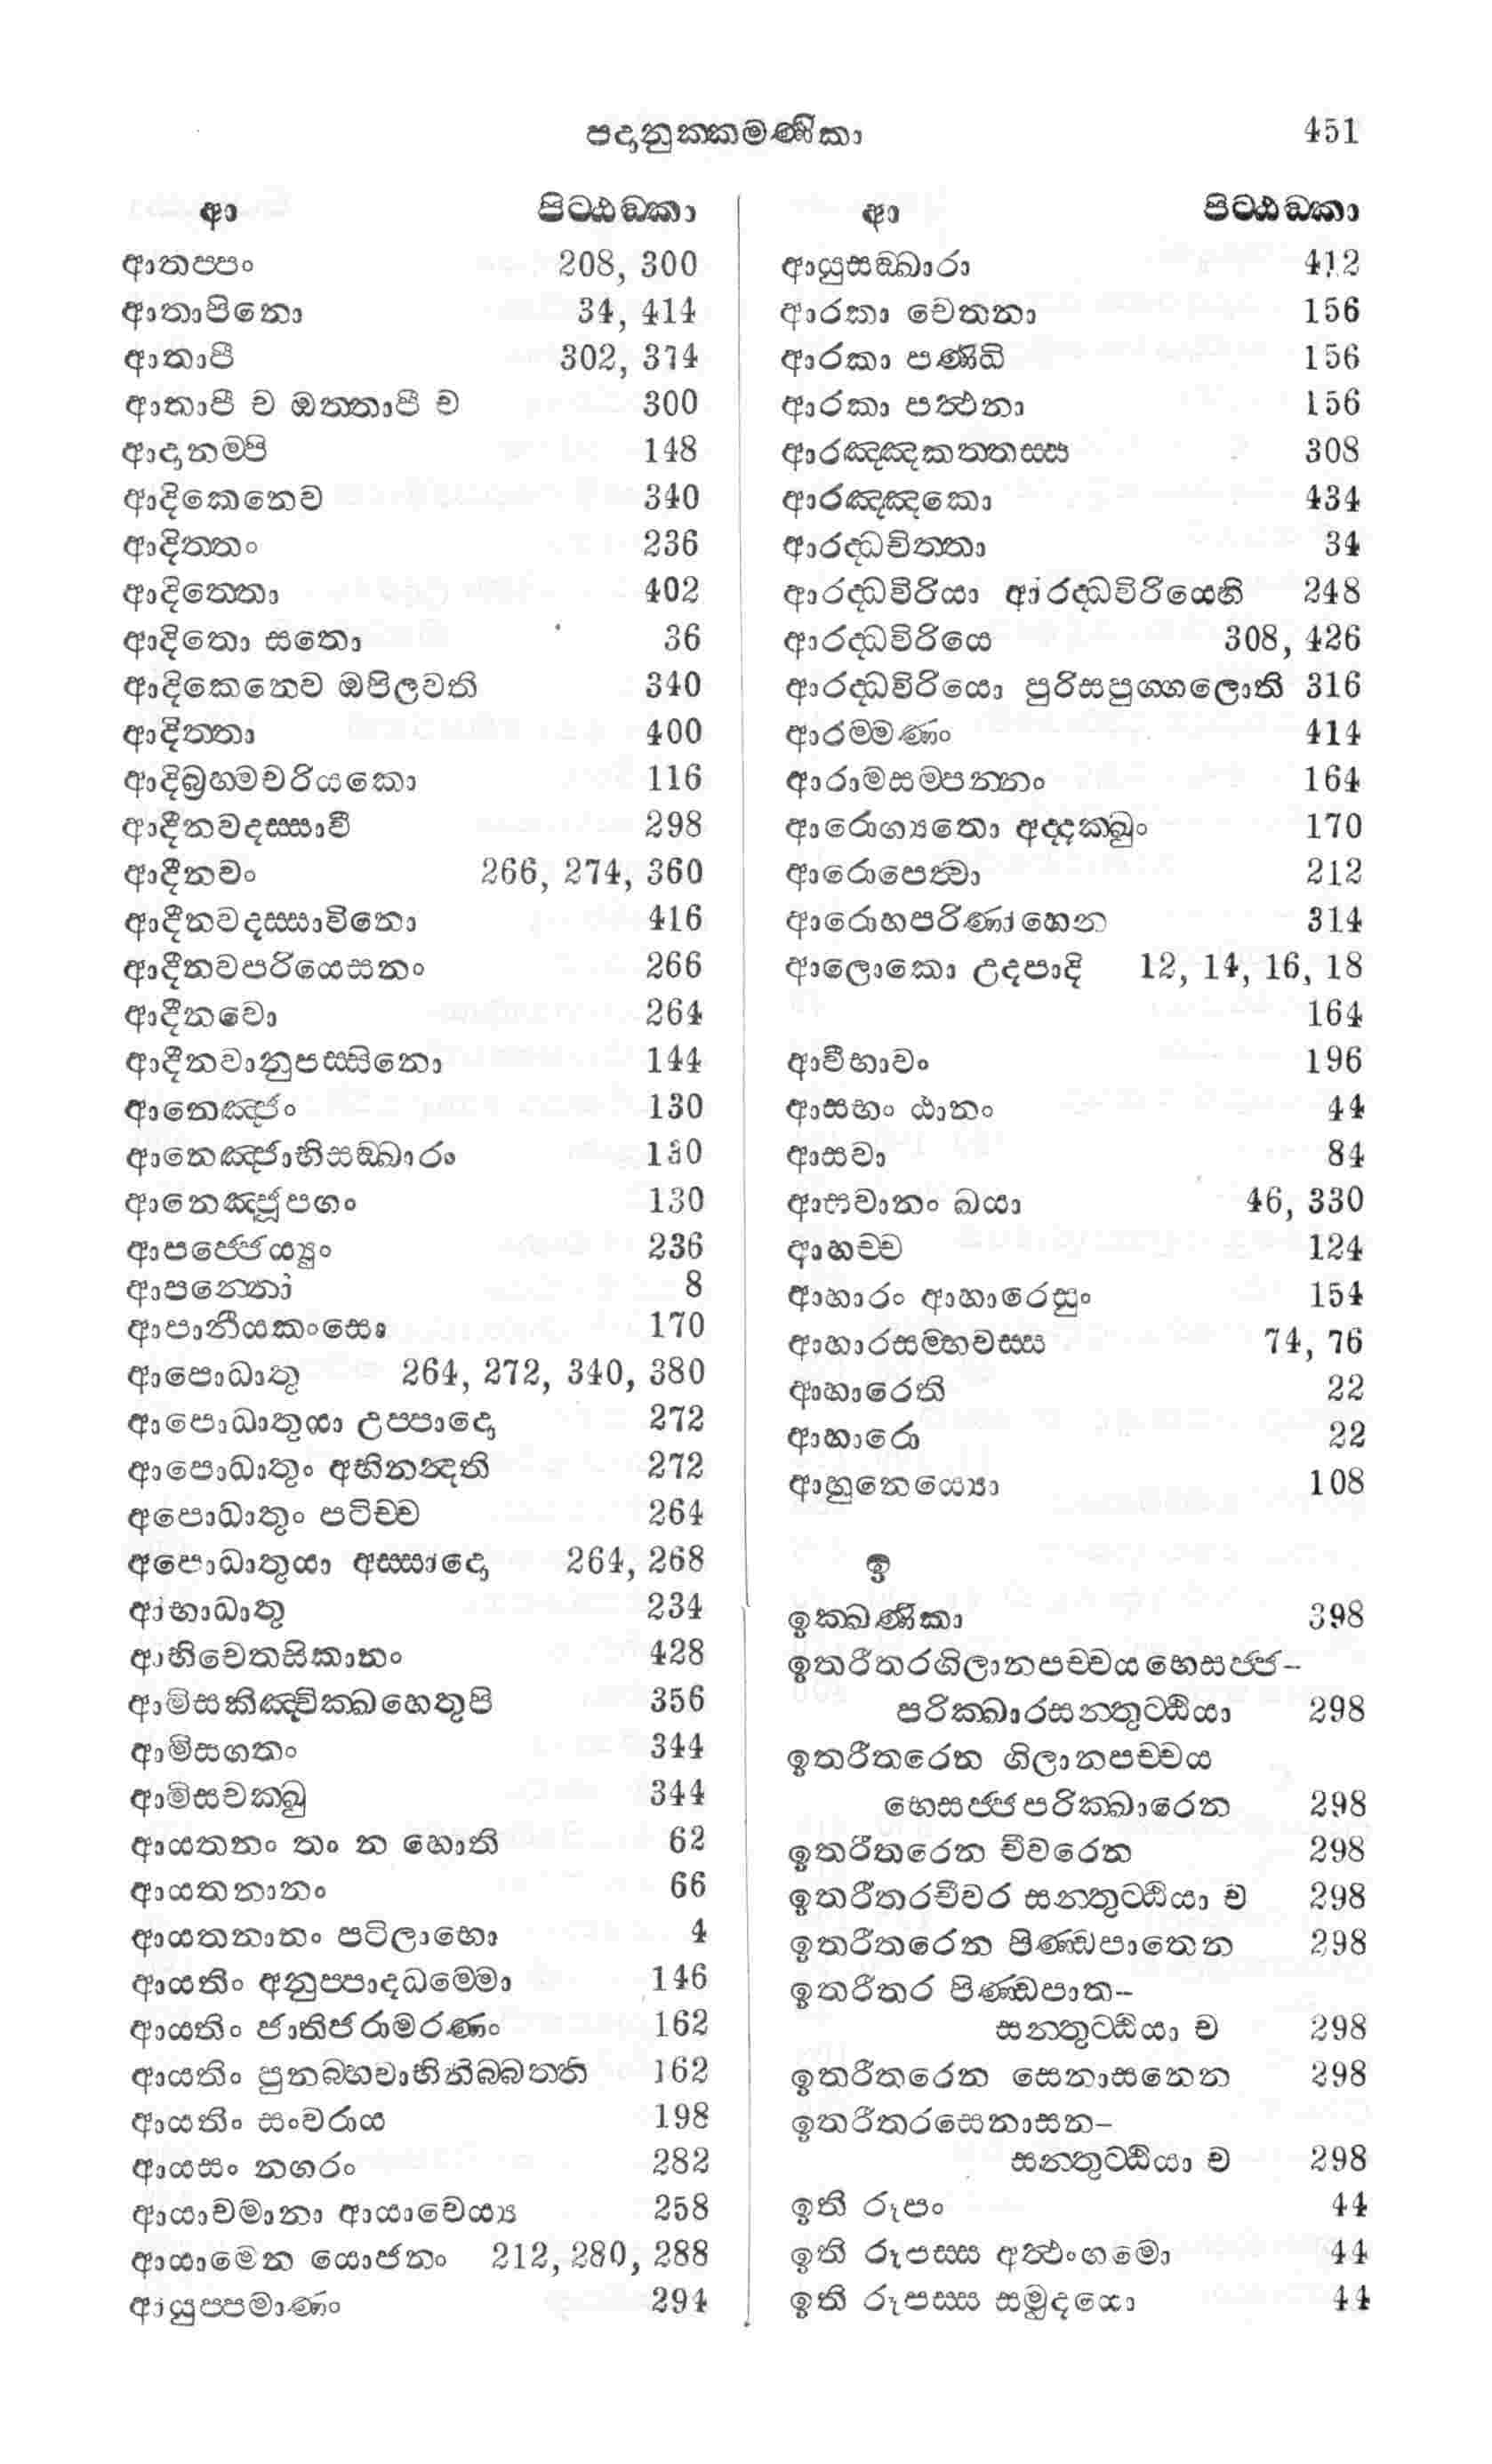 පදානුක්කමණිකා 451
ආ පිට්ඨඞ්කා
ආතප්පං 208, 300
ආතාපිනො 34, 414
ආතාපී 302, 374
ආතාපී ච ඔත්තාපී ච 300
ආදානම්පි 148
ආදිකෙනෙව 340
ආදිත්තං 236
ආදිත්තො 402
ආදිතො සතො 36
ආදිකෙනෙව ඔපිලවති 340
ආදිත්තා 400
ආදිබ්‍රහ්මචරියකො 116
ආදීනවදස්සාවී 298
ආදීනවං 266, 274, 360
ආදීනවදස්සාවිනො 416
ආදීනවපරියෙසනං 266
ආදීනවො 264
ආදීනවානුපස්සිනො 144
ආනෙඤ්ජං 130
ආනෙඤ්ජාභිසඞ්ඛාරං 130
ආනෙඤ්ජූපගං 130
ආපජ්ජෙය්‍යුං 236
ආපන්නො 8
ආපානීයකංසො 170
ආපොධාතු 264, 272, 340, 380
ආපොධාතුයා උප්පාදො 272
ආපොධාතුං අභිනන්‍දති 272
අපොධාතුං පටිච්ච 264
අපොධාතුයා අස්සාදො 264, 268
ආභාධාතු 234
ආභිචෙතසිකානං 428
ආමිසකිඤ්චික්ඛහෙතුපි 356
ආමිසගතං 344
ආමිසචක්ඛු 344
ආයතනං තං න හොති 62
ආයතනානං 66
ආයතනානං පටිලාභො 4
ආයතිං අනුප්පාදධම්මා 146
ආයතිං ජාතිජරාමරණං 162
ආයතිං පුනබ්භවාභිනිබ්බත්ති 162
ආයතිං සංවරාය 198
ආයසං නගරං 282
ආයාචමානා ආයාචෙය්‍ය 258
ආයාමෙන යොජනං 212, 280, 288
ආයුප්පමාණං 294
ආ පිට්ඨඞ්කා
ආයුසඞ්ඛාරා 412
ආරකා චෙතනා 156
ආරකා පණිධි 156
ආරකා පත්‍ථනා 156
ආරඤ්ඤකත්තස්ස 308
ආරඤ්ඤකො 434
ආරද්ධචිත්තා 34
ආරද්ධවිරියා ආරද්ධවිරියෙහි 248
ආරද්ධවිරියෙ 308, 426
ආරද්ධවිරියො පුරිසපුග්ගලොති 316
ආරම්මණං 414
ආරාමසම්පන්නං 164
ආරොග්‍යතො අද්දක්ඛුං 170
ආරොපෙත්‍වා 212
ආරොහපරිණාහෙන 314
ආලොකො උදපාදි 12, 14, 16, 18
164
ආවීභාවං 196
ආසභං ඨානං 44
ආසවා 84
ආසවානං ඛයා 46, 330
ආහච්ච 124
ආහාරං ආහාරෙසුං 154
ආහාරසම්භවස්ස 74, 76
ආහාරෙති 22
ආහාරො 22
ආහුනෙය්‍යො 108
ඉ
ඉක්ඛණිකා 398
ඉතරීතරගිලානපච්චයභෙසජ්ජ-
පරික්ඛාරසන්තුට්ඨියා 298
ඉතරීතරෙන ගිලානපච්චය
භෙසජ්ජපරික්ඛාරෙන 298
ඉතරීතරෙන චීවරෙන 298
ඉතරීතරචීවර සන්තුට්ඨියා ච 298
ඉතරීතරෙන පිණ්ඩපාතෙන 298
ඉතරීතර පිණ්ඩපාත-
සන්තුට්ඨියා ච 298
ඉතරීතරෙන සෙනාසනෙන 298
ඉතරීතරසෙනාසන-
සන්තුට්ඨියා ච 298
ඉති රූපං 44
ඉති රූපස්ස අත්‍ථංගමො 44
ඉති රූපස්ස සමුදයො 44